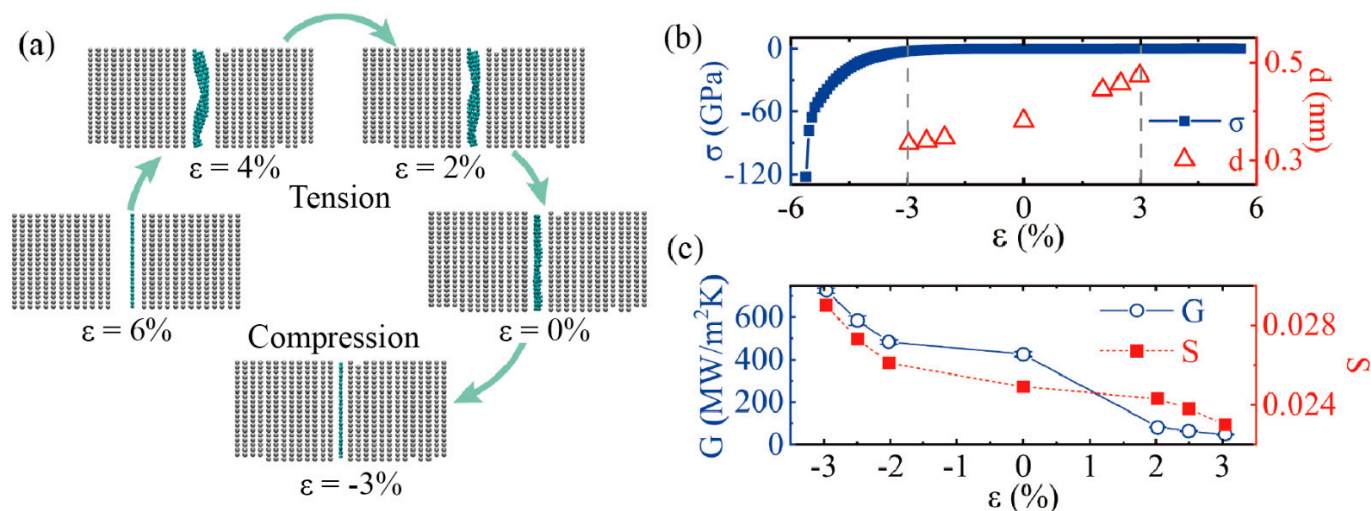 (a)
ε = 4%
ε = 2%
Tension
ε = 6%
ε = 0%
Compression
ε = -3%
(b)
0
-60
-120
σ (GPa)
0.5
0.3
d (nm)
σ
d
-6
-3
0
3
6
ε (%)
(c)
600
400
200
0
G (MW/m²K)
G
S
0.028
0.024
S
-3
-2
-1
0
1
2
3
ε (%)